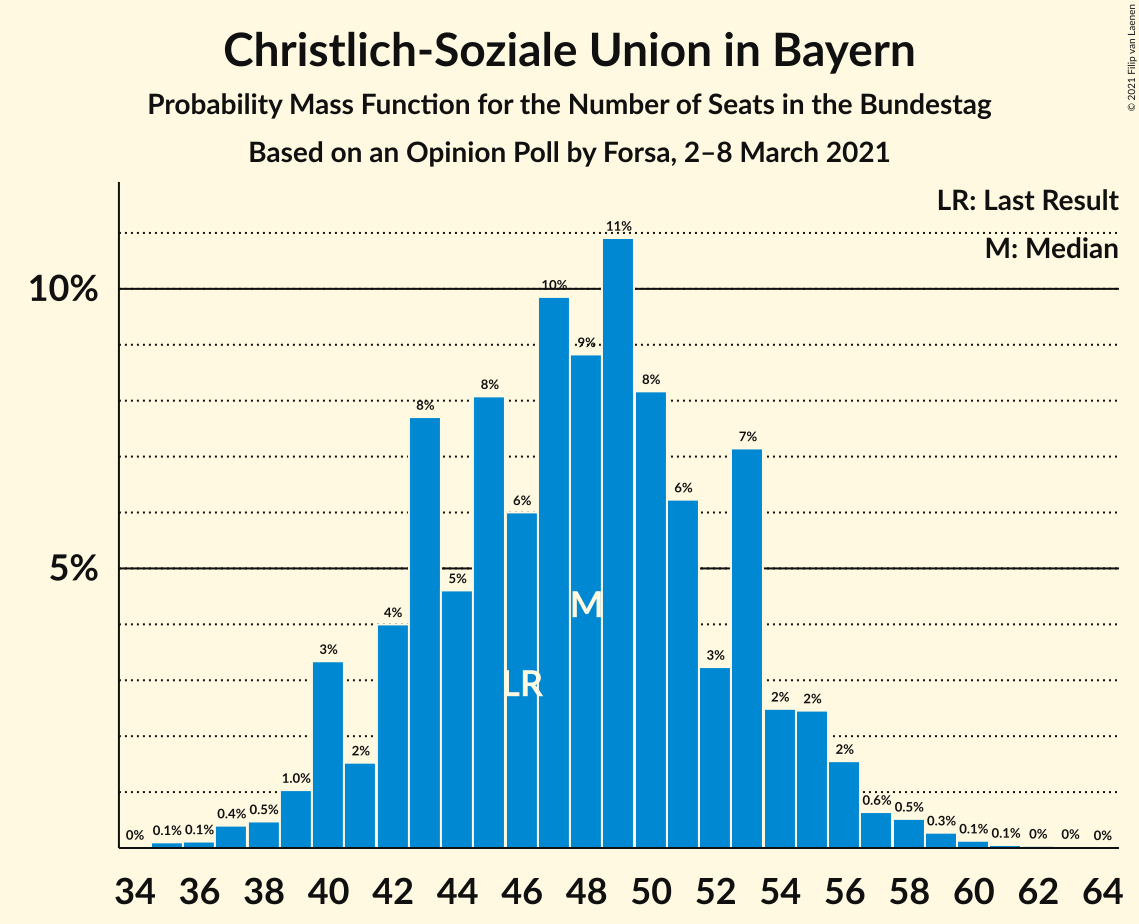 Christlich-Soziale Union in Bayern
Probability Mass Function for the Number of Seats in the Bundestag
Based on an Opinion Poll by Forsa, 2–8 March 2021
© 2021 Filip van Laenen
LR: Last Result
M: Median
10%
5%
0% 0.1% 0.1% 0.4% 0.5% 1.0% 3% 2% 4% 8% 5% 8% 6% 10% 9% 11% 8% 6% 3% 7% 2% 2% 2% 0.6% 0.5% 0.3% 0.1% 0.1% 0% 0% 0%
M
LR
34 36 38 40 42 44 46 48 50 52 54 56 58 60 62 64